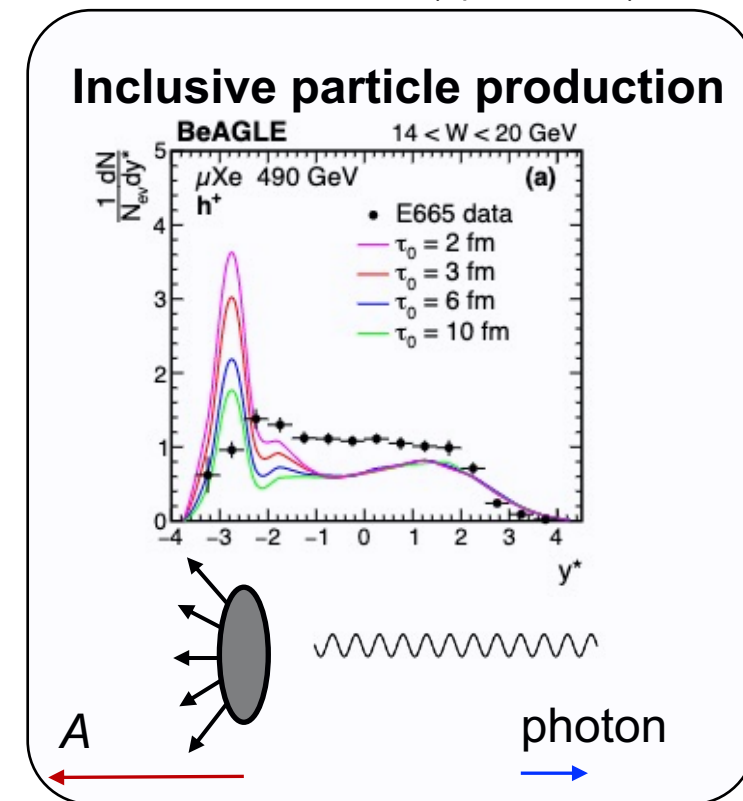 Inclusive particle production
BeAGLE 14 < W < 20 GeV
μXe 490 GeV (a)
h⁺
E665 data
τ₀ = 2 fm
τ₀ = 3 fm
τ₀ = 6 fm
τ₀ = 10 fm
1 dN
N_ev dy*
5
4
3
2
1
0
−4 −3 −2 −1 0 1 2 3 4
y*
A photon